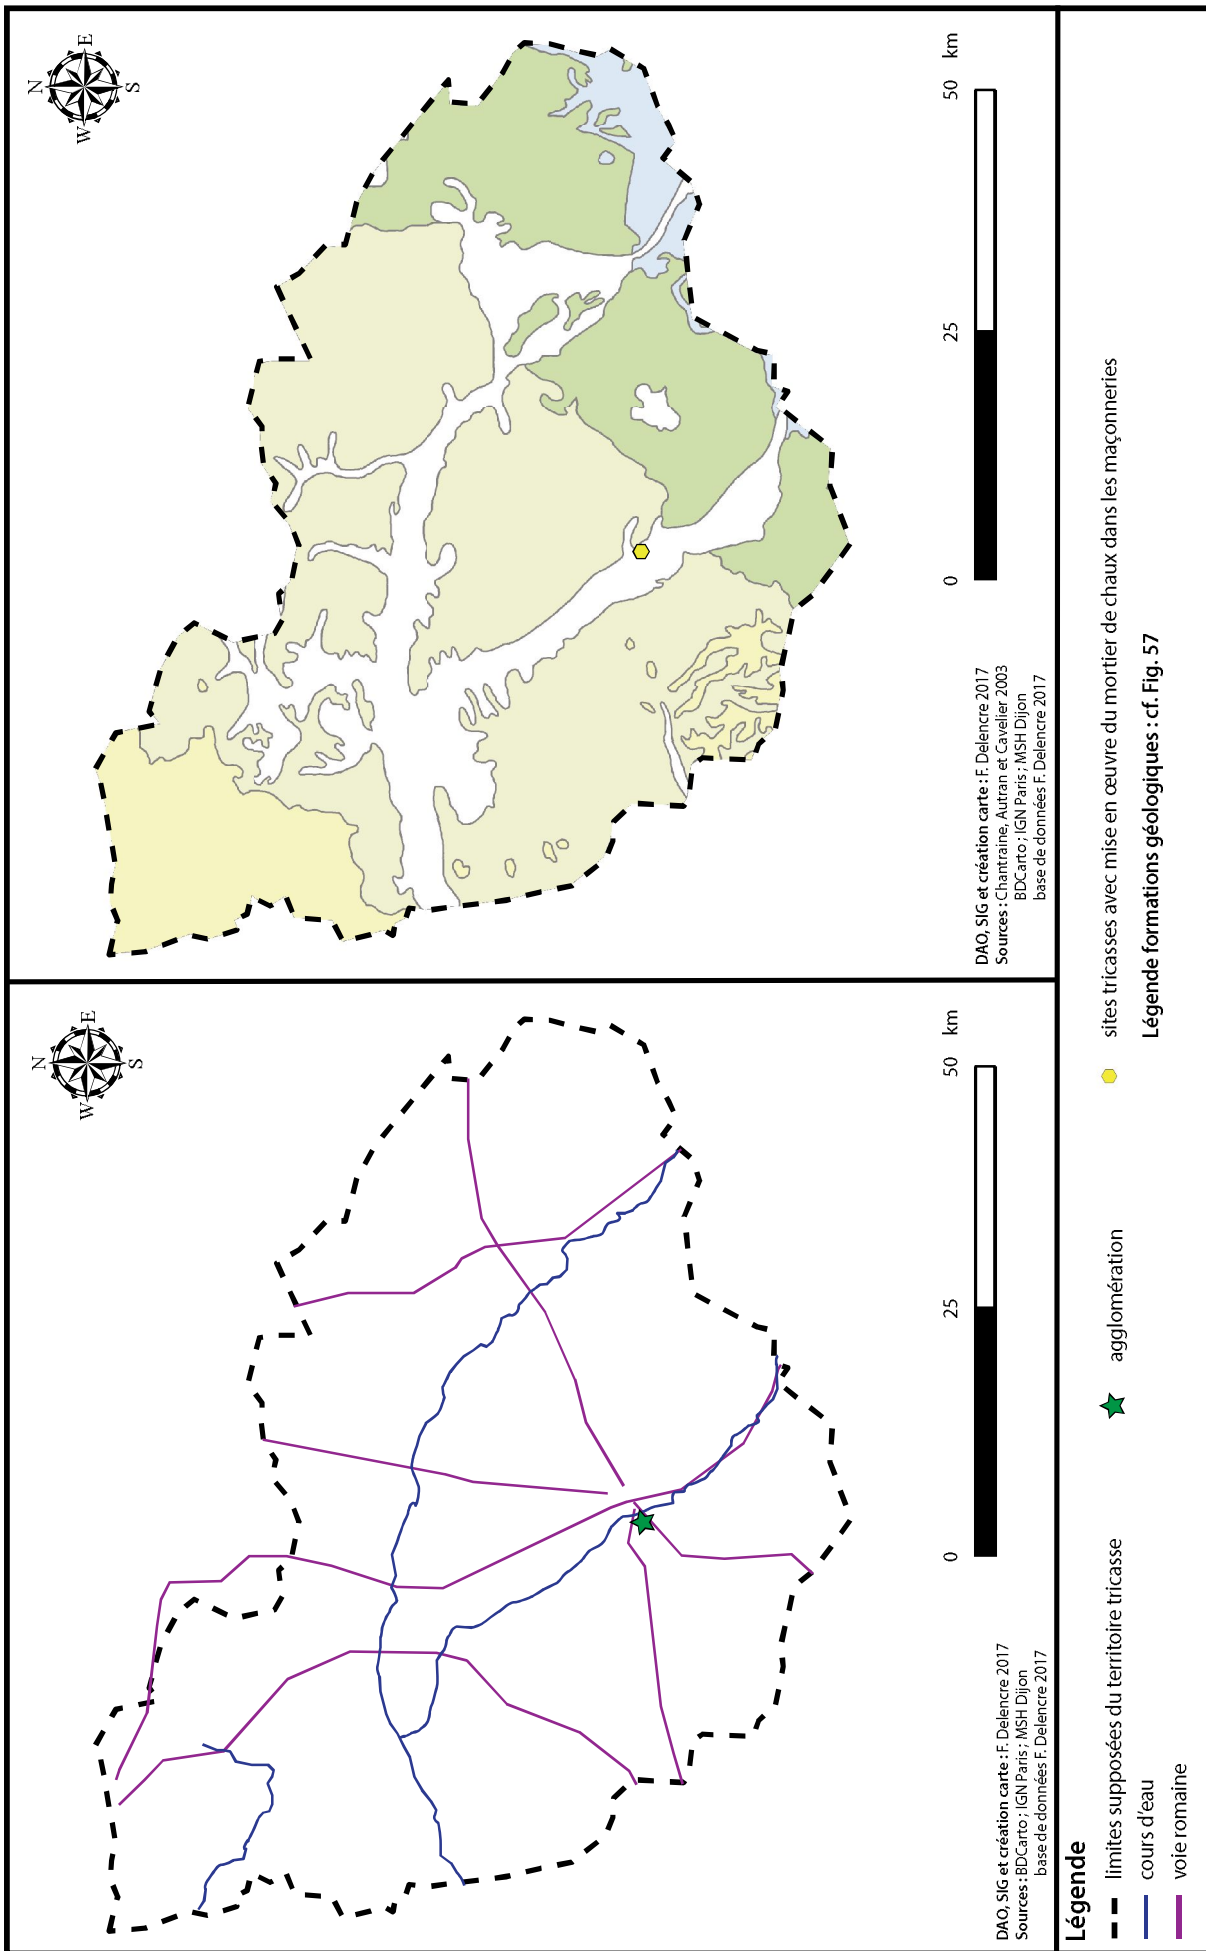 N
W
E
S
50
km
25
0
DAO, SIG et création carte : F. Delencre 2017
Sources : BDCarto ; IGN Paris ; MSH Dijon
base de données F. Delencre 2017
N
W
E
S
50
km
25
0
DAO, SIG et création carte : F. Delencre 2017
Sources : Chantraine, Autran et Cavelier 2003
BDCarto ; IGN Paris ; MSH Dijon
base de données F. Delencre 2017
Légende
limites supposées du territoire tricasse
cours d'eau
voie romaine
agglomération
sites tricasses avec mise en œuvre du mortier de chaux dans les maçonneries
Légende formations géologiques : cf. Fig. 57